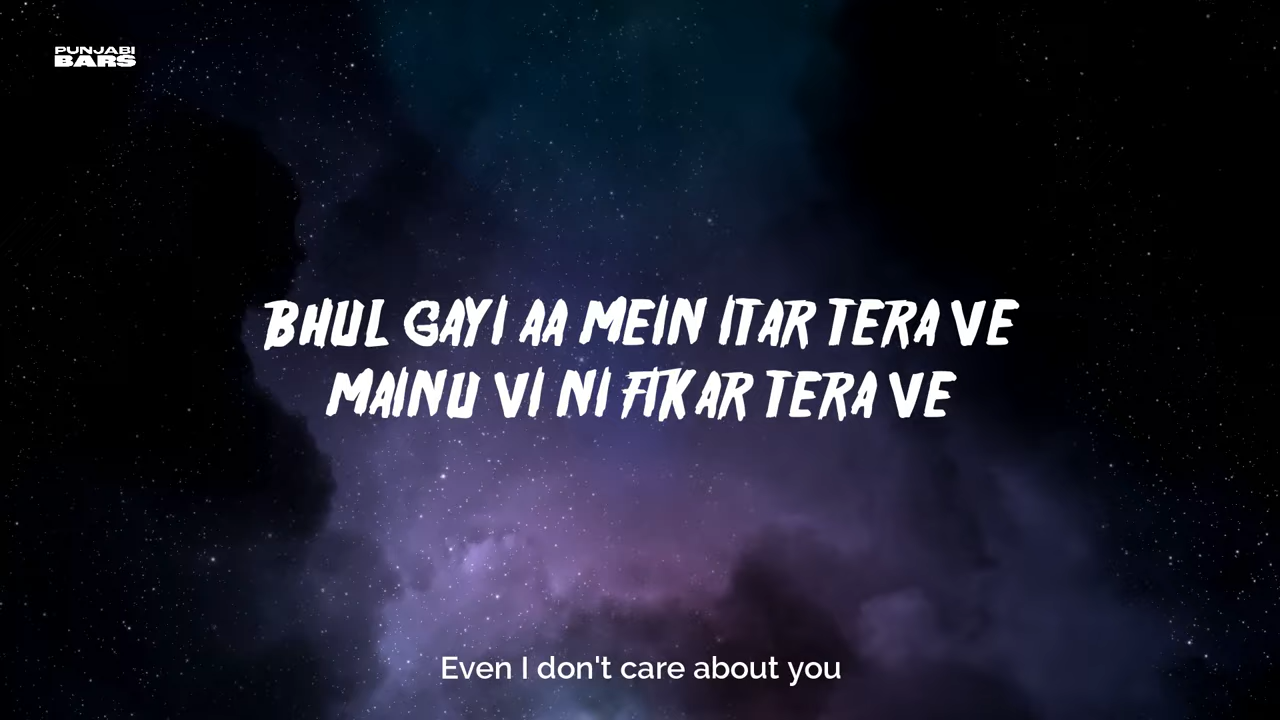 PUNJABI
BARS
BHUL GAYI AA MEIN ITAR TERA VE
MAINU VI NI FIKAR TERA VE
Even I don't care about you